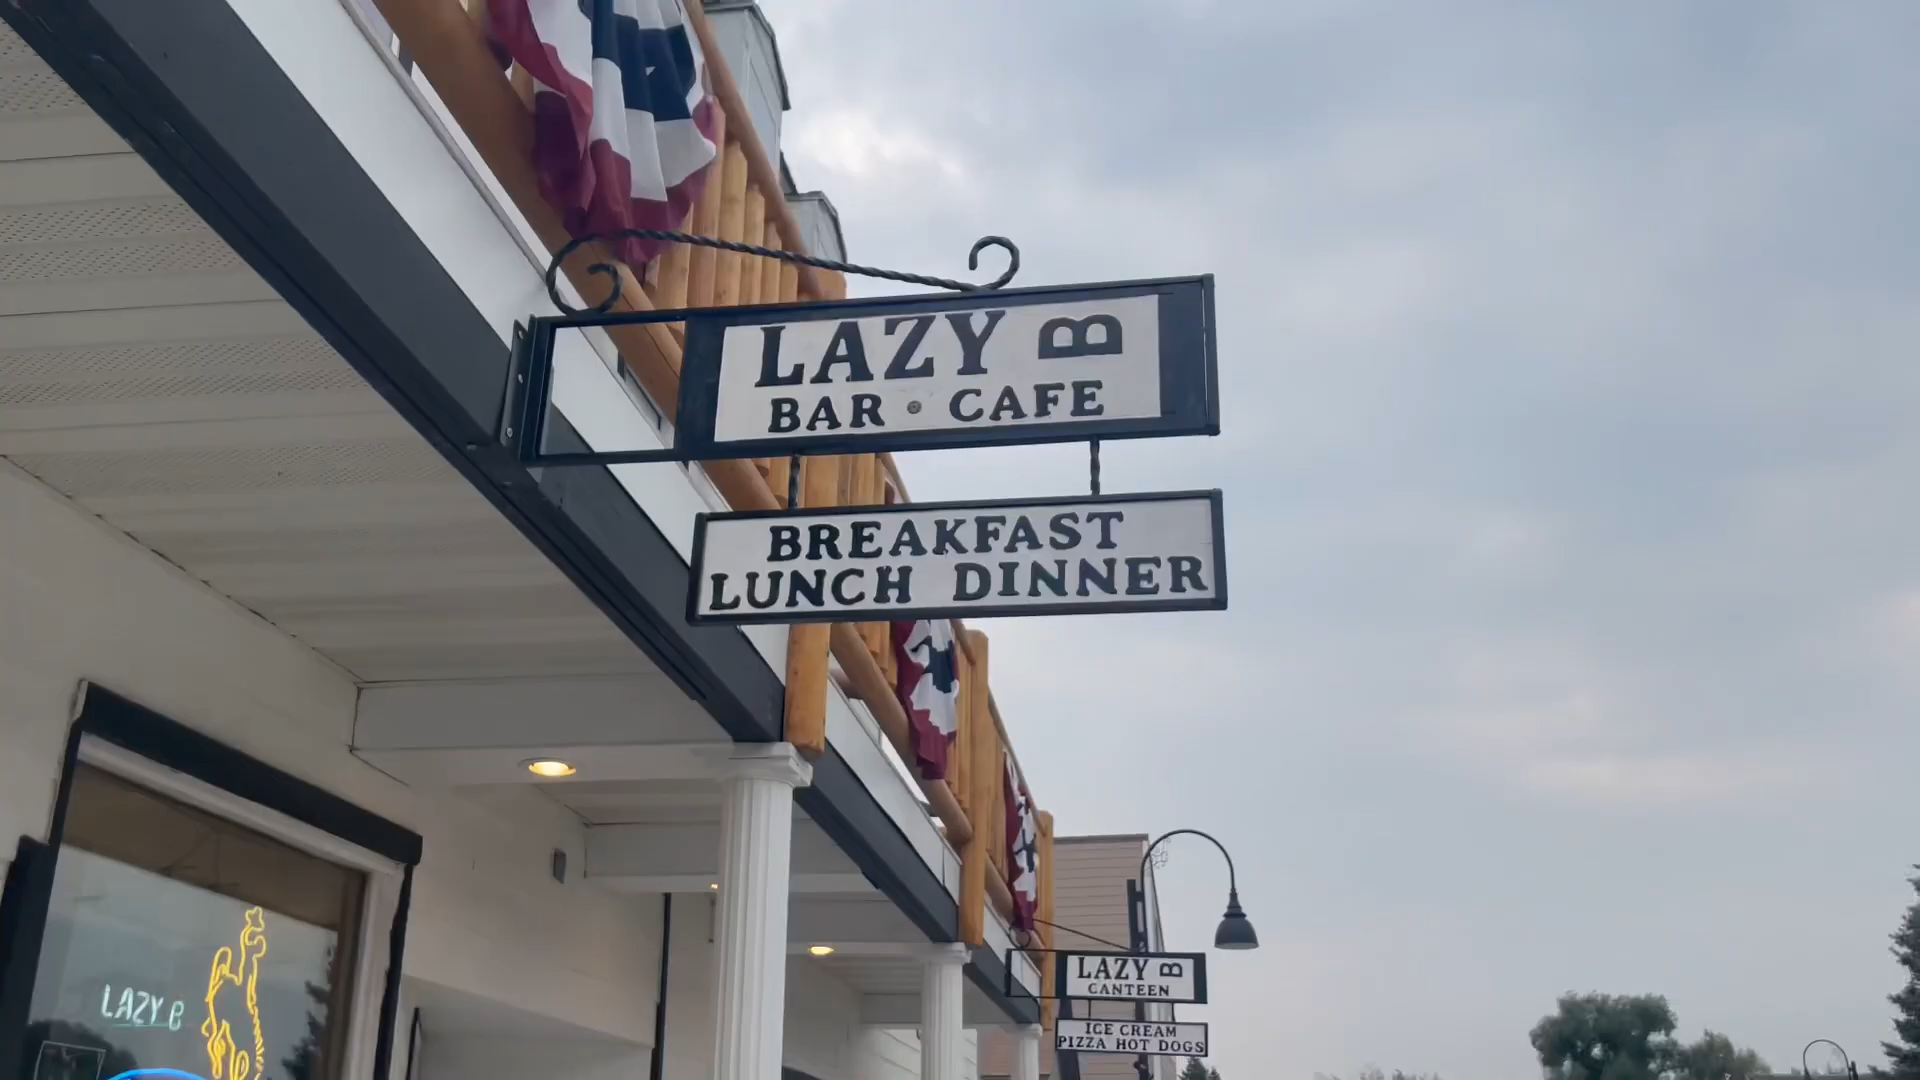 LAZY B
BAR • CAFE
BREAKFAST
LUNCH DINNER
LAZY B
CANTEEN
ICE CREAM
PIZZA HOT DOGS
LAZY B